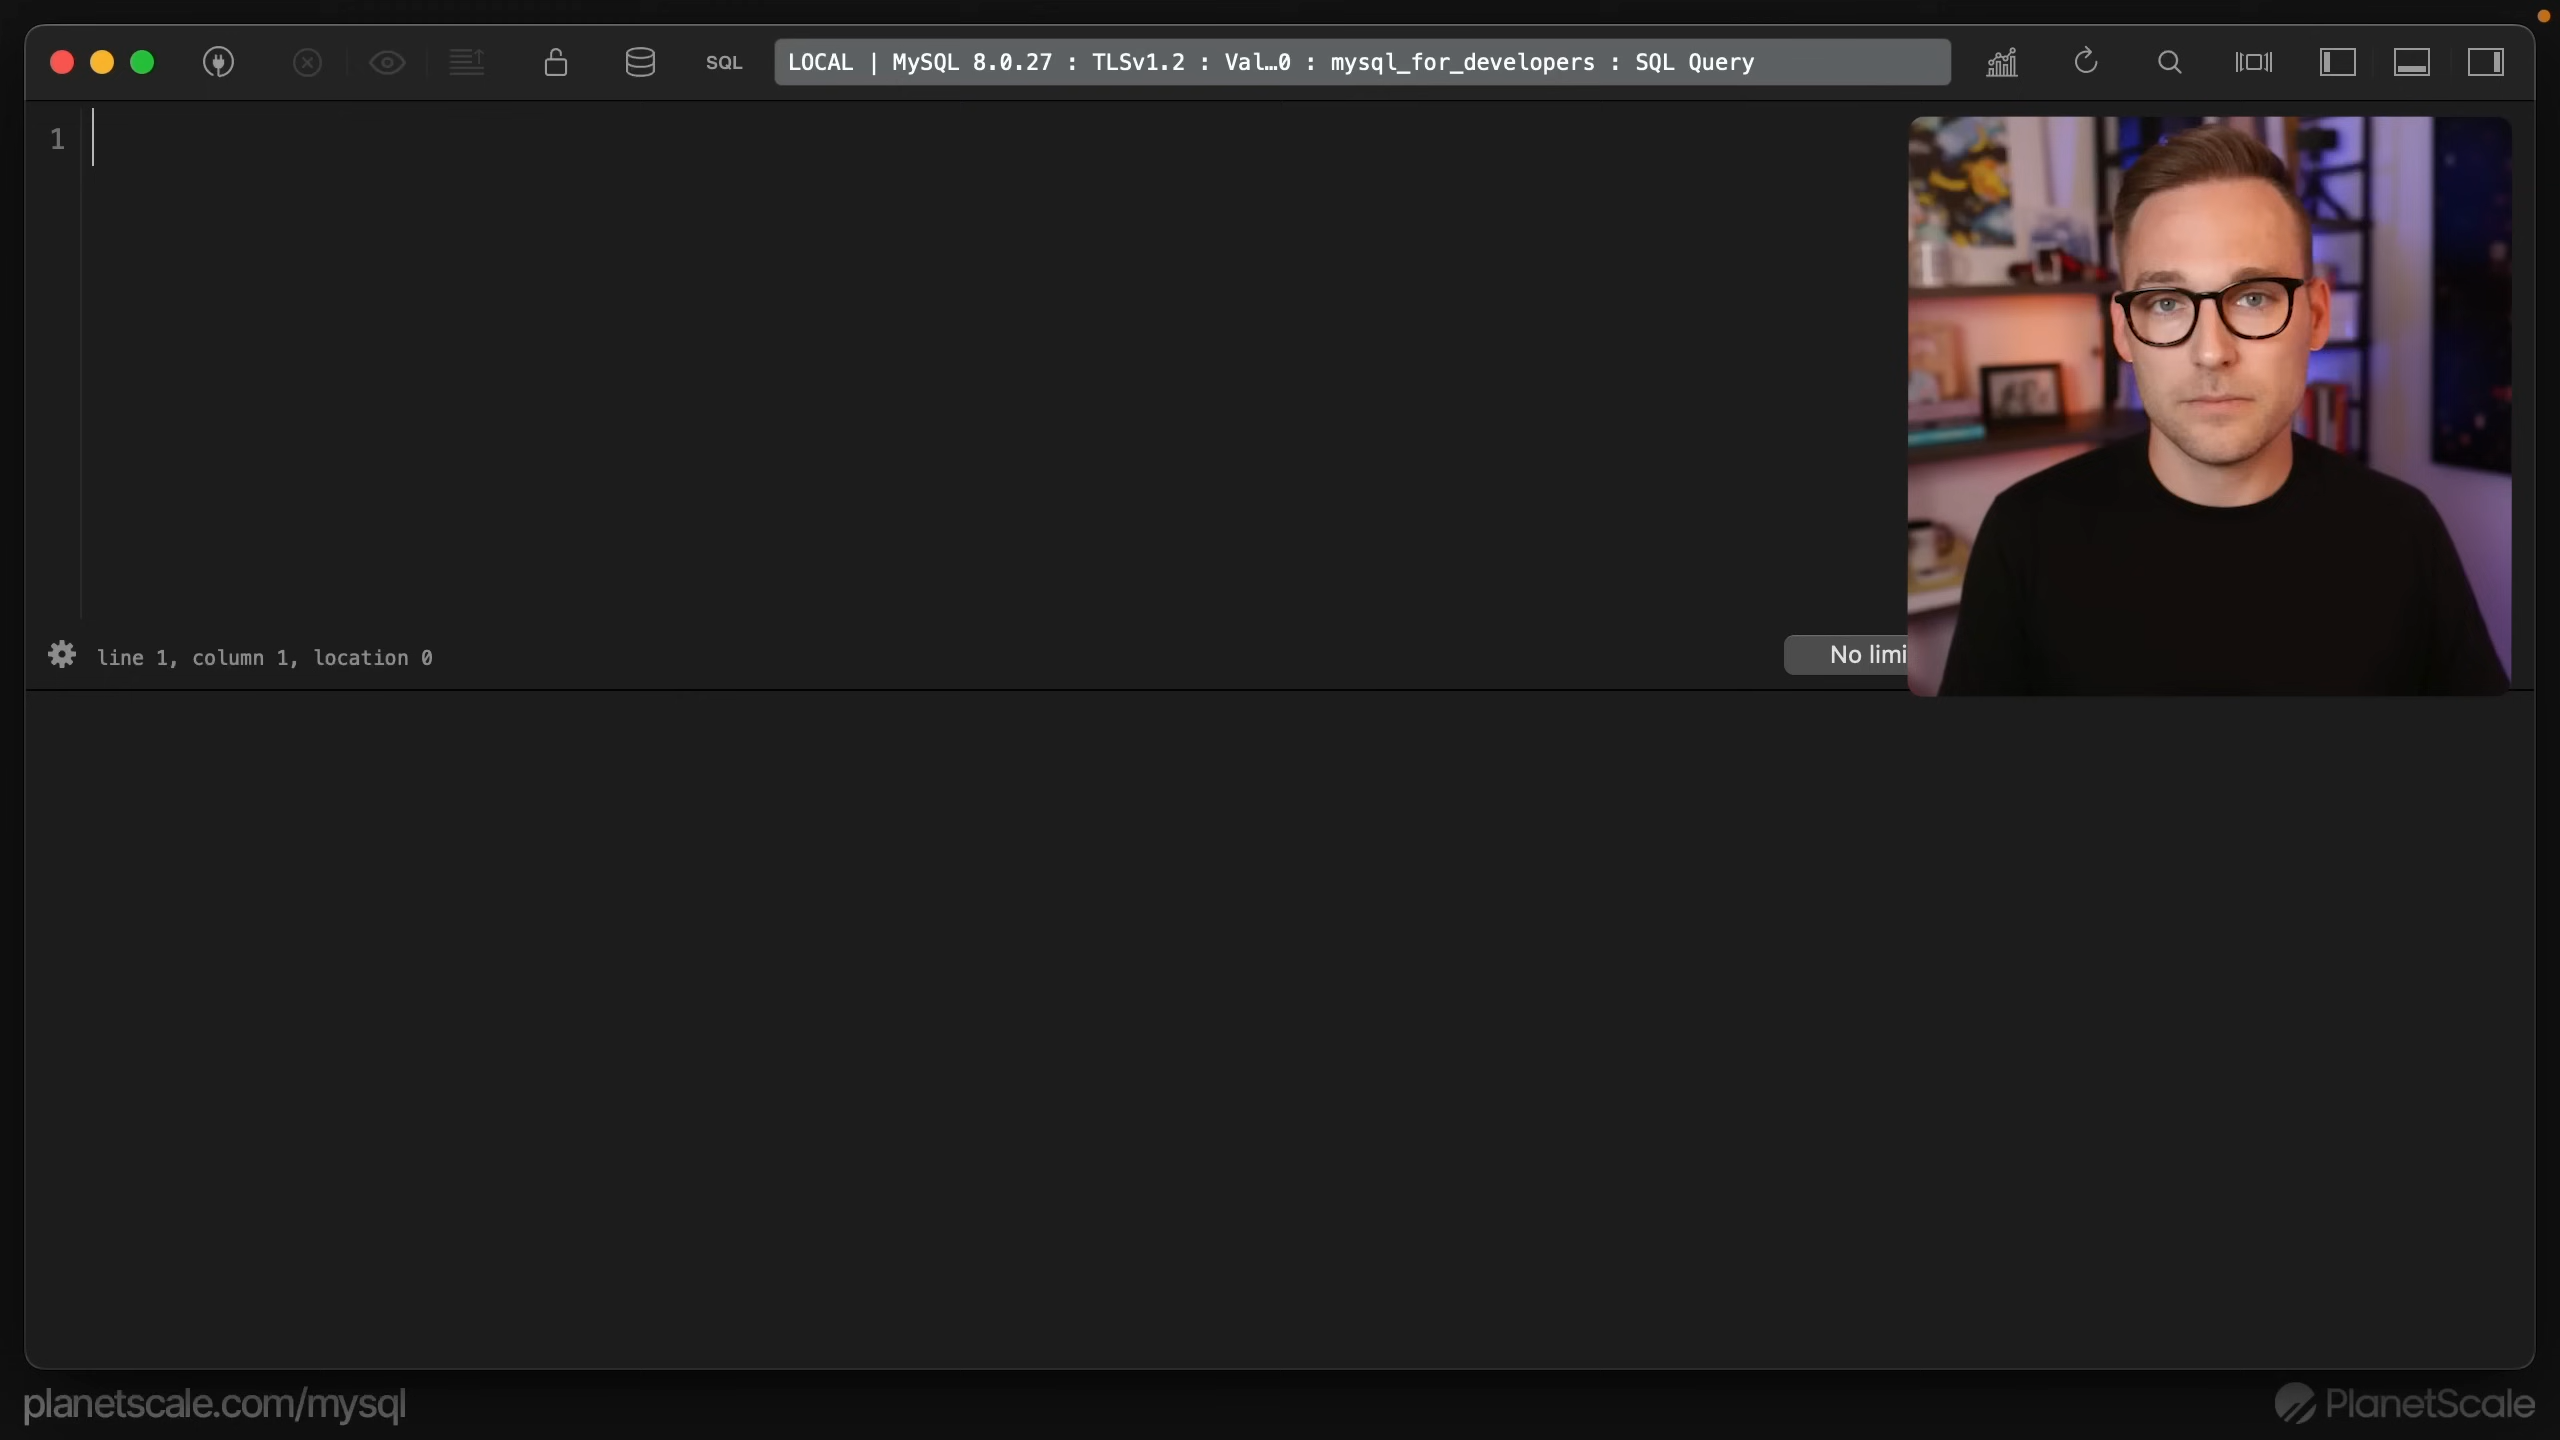 SQL
LOCAL | MySQL 8.0.27 : TLSv1.2 : Val…0 : mysql_for_developers : SQL Query
1
line 1, column 1, location 0
No limi
planetscale.com/mysql
PlanetScale